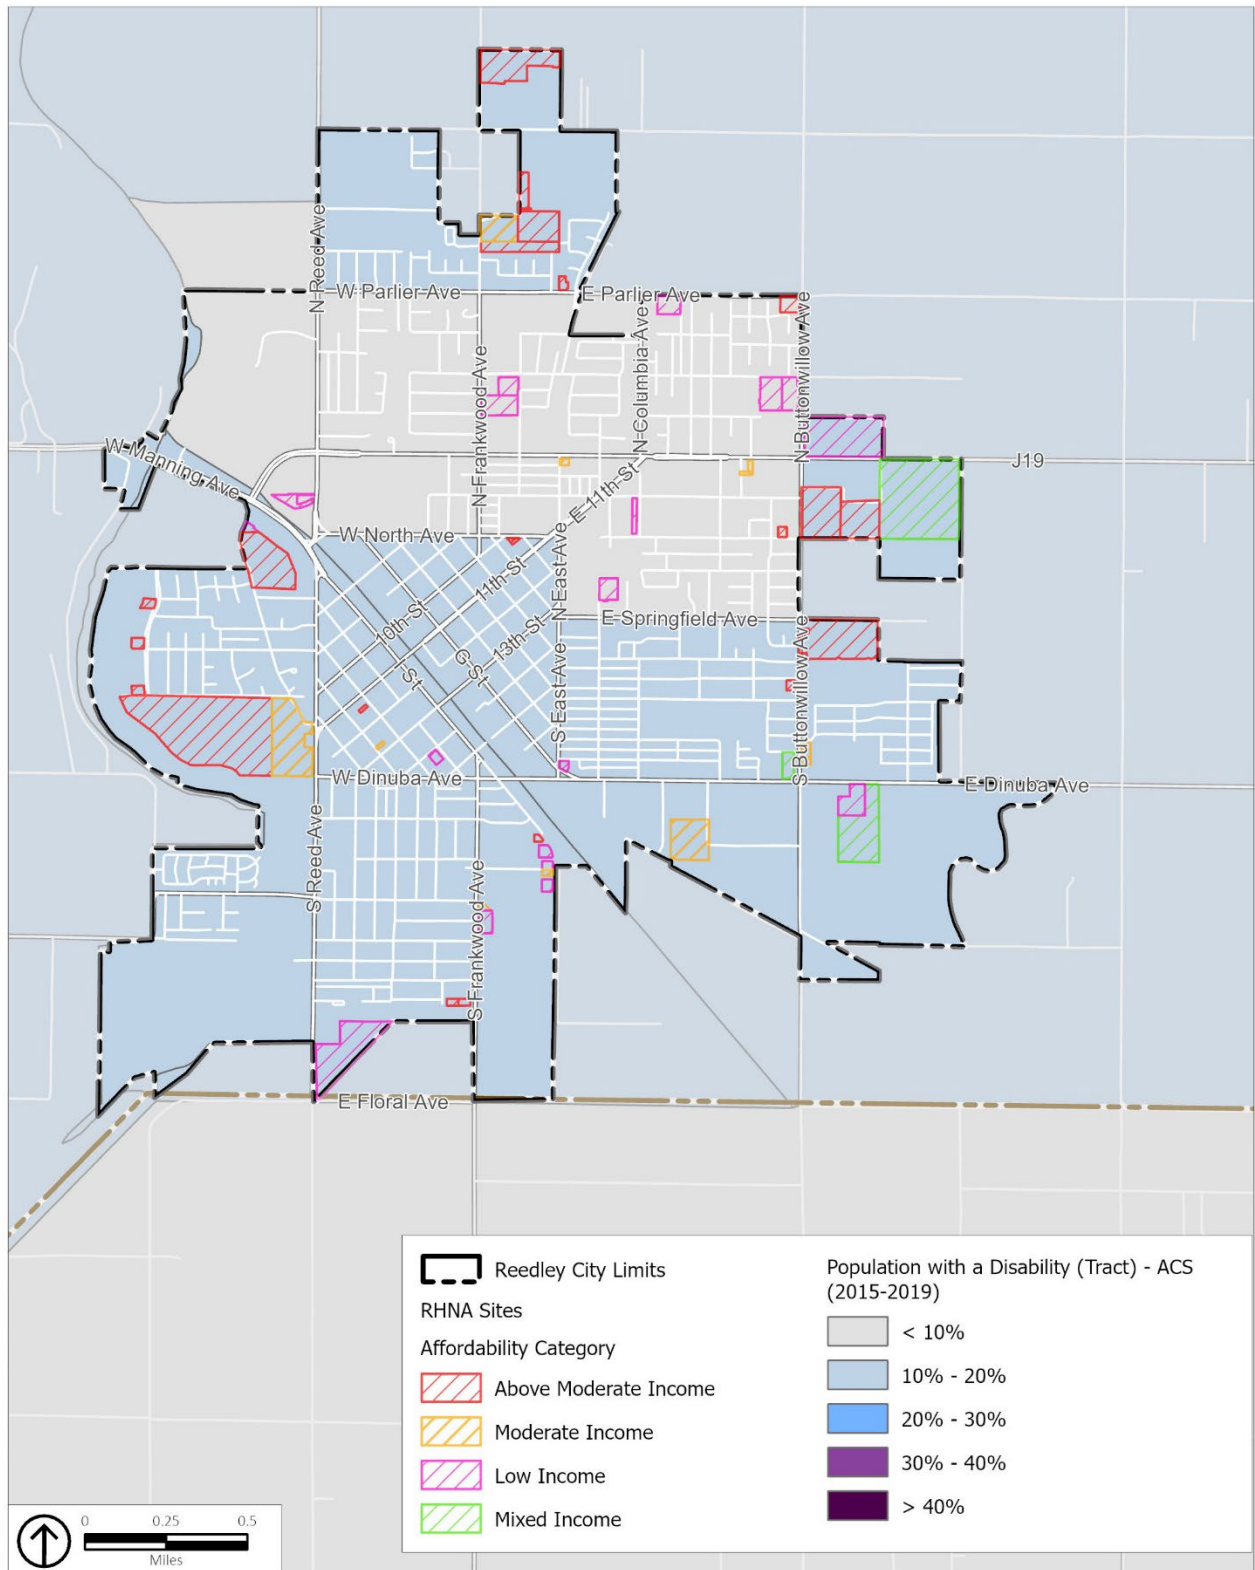 N Reed Ave
W Parlier Ave
E Parlier Ave
N Columbia Ave
N Buttonwillow Ave
N Frankwood Ave
W Manning Ave
J19
E 11th St
W North Ave
11th St
N East Ave
10th St
13th St
E Springfield Ave
G St
St
S East Ave
S Buttonwillow Ave
W Dinuba Ave
E Dinuba Ave
S Reed Ave
S Frankwood Ave
E Floral Ave
Reedley City Limits
RHNA Sites
Affordability Category
Above Moderate Income
Moderate Income
Low Income
Mixed Income
Population with a Disability (Tract) - ACS
(2015-2019)
< 10%
10% - 20%
20% - 30%
30% - 40%
> 40%
0 0.25 0.5
Miles